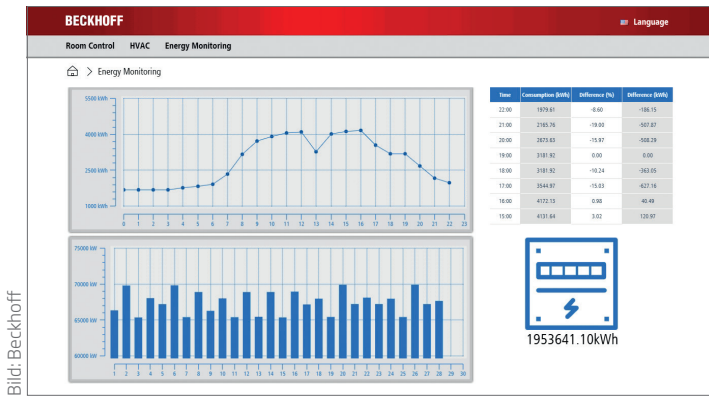 BECKHOFF
Language
Room Control HVAC Energy Monitoring
> Energy Monitoring
5500 kWh
4000 kWh
2500 kWh
1000 kWh
0 1 2 3 4 5 6 7 8 9 10 11 12 13 14 15 16 17 18 19 20 21 22 23
Time Consumption (kWh) Difference (%) Difference (kWh)
22:00 1979.61 -8.60 -186.15
21:00 2165.76 -19.00 -507.87
20:00 2673.63 -15.97 -508.29
19:00 3181.92 0.00 0.00
18:00 3181.92 -10.24 -363.05
17:00 3544.97 -15.03 -627.16
16:00 4172.13 0.98 40.49
15:00 4131.64 3.02 120.97
75000 kW
70000 kW
65000 kW
60000 kW
1 2 3 4 5 6 7 8 9 10 11 12 13 14 15 16 17 18 19 20 21 22 23 24 25 26 27 28 29 30
1953641.10kWh
Bild: Beckhoff